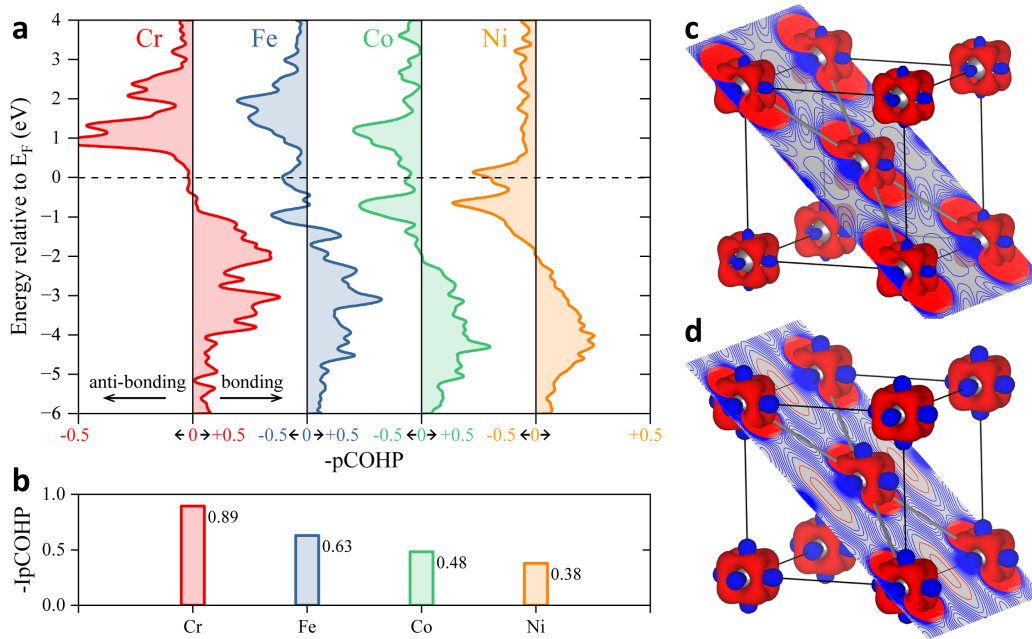 a
Cr Fe Co Ni
Energy relative to E_F (eV)
4
3
2
1
0
−1
−2
−3
−4
−5
−6
anti-bonding bonding
-0.5 0 +0.5 -0.5 0 +0.5 -0.5 0 +0.5 -0.5 0 +0.5
-pCOHP
b
-IpCOHP
1.0
0.5
0.0
0.89
0.63
0.48
0.38
Cr Fe Co Ni
c
d